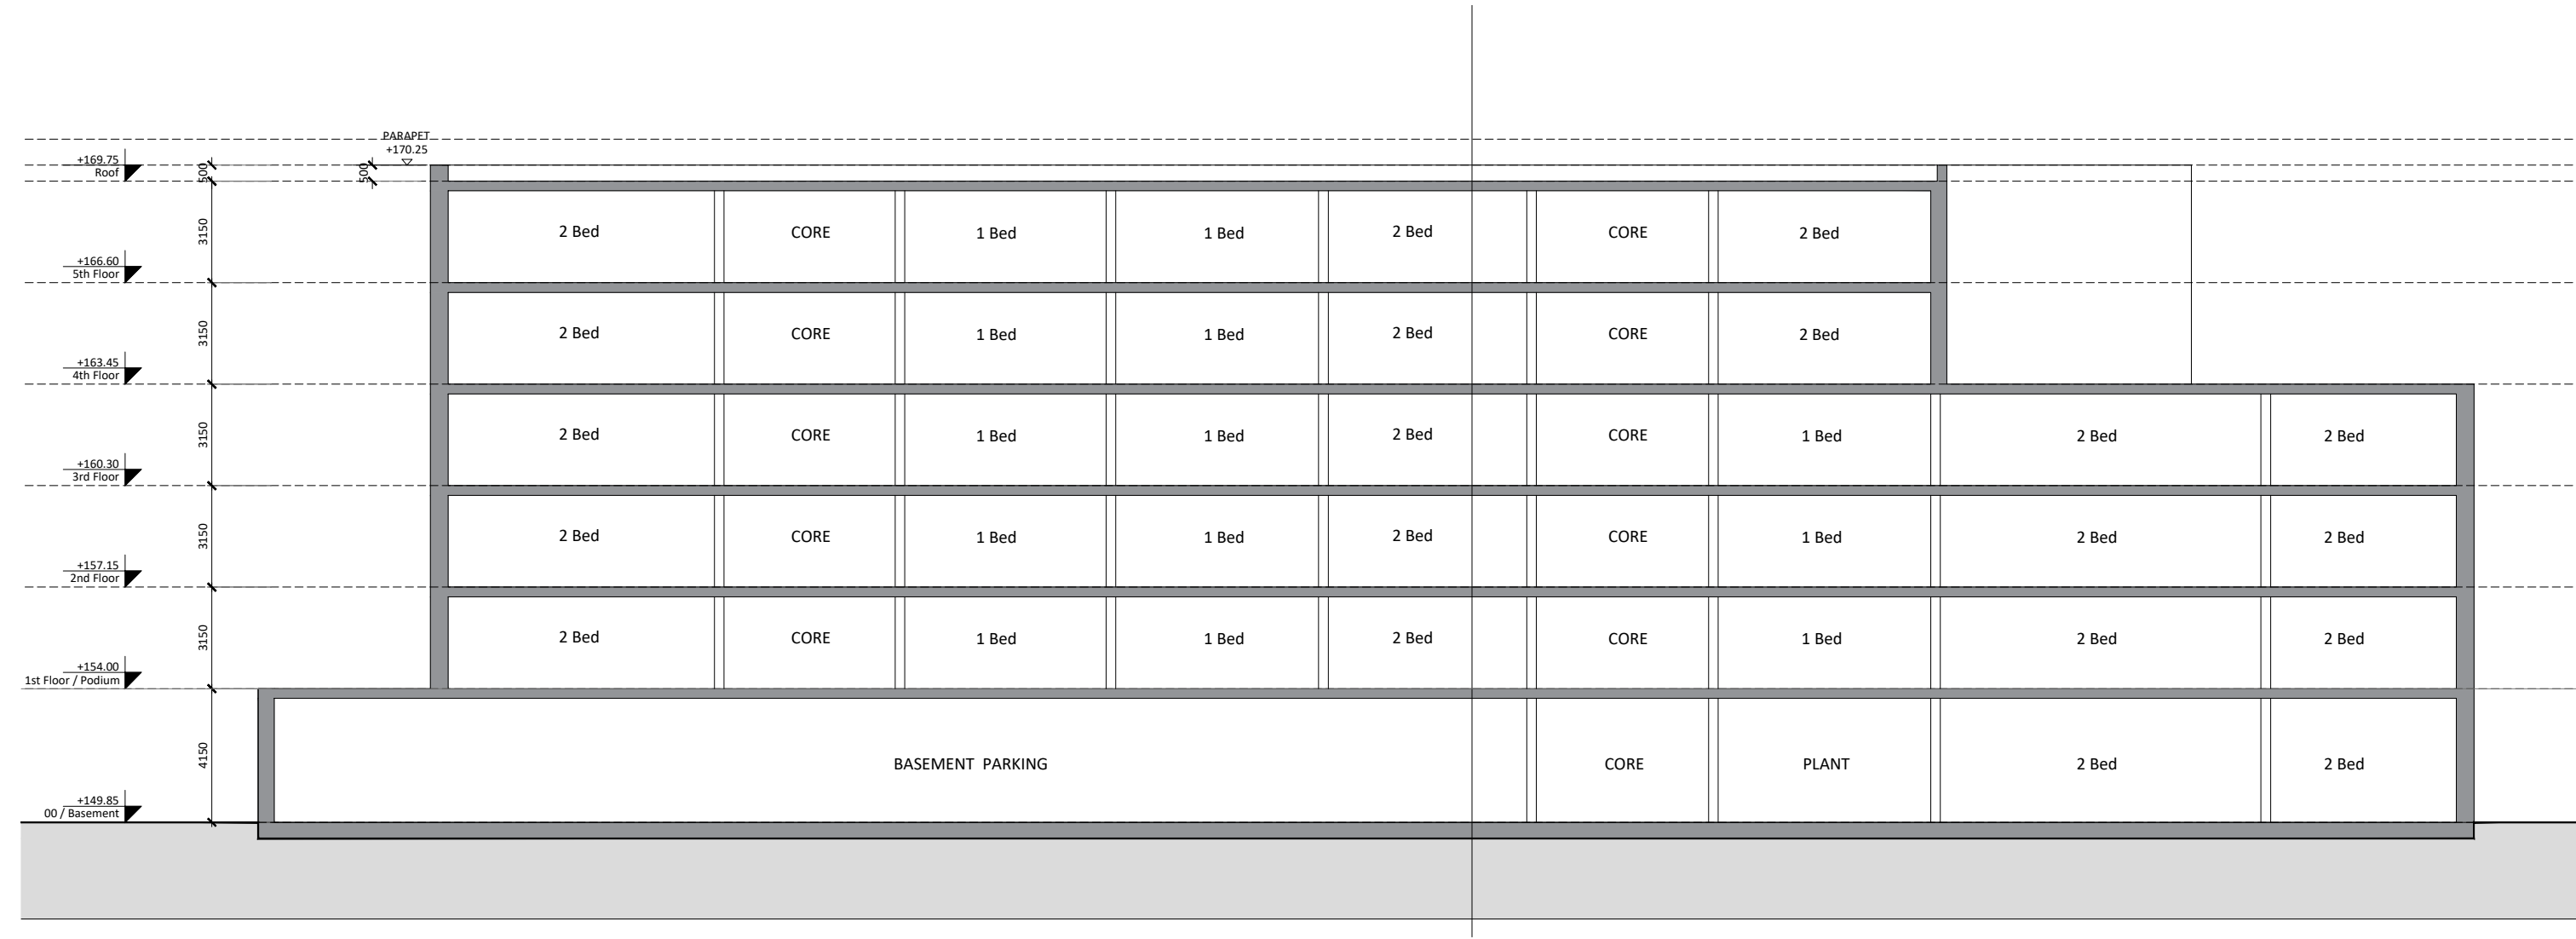 PARAPET
+170.25
+169.75
Roof
500
500
3150
2 Bed
CORE
1 Bed
1 Bed
2 Bed
CORE
2 Bed
+166.60
5th Floor
3150
2 Bed
CORE
1 Bed
1 Bed
2 Bed
CORE
2 Bed
+163.45
4th Floor
3150
2 Bed
CORE
1 Bed
1 Bed
2 Bed
CORE
1 Bed
2 Bed
2 Bed
+160.30
3rd Floor
3150
2 Bed
CORE
1 Bed
1 Bed
2 Bed
CORE
1 Bed
2 Bed
2 Bed
+157.15
2nd Floor
3150
2 Bed
CORE
1 Bed
1 Bed
2 Bed
CORE
1 Bed
2 Bed
2 Bed
+154.00
1st Floor / Podium
4150
BASEMENT PARKING
CORE
PLANT
2 Bed
2 Bed
+149.85
00 / Basement